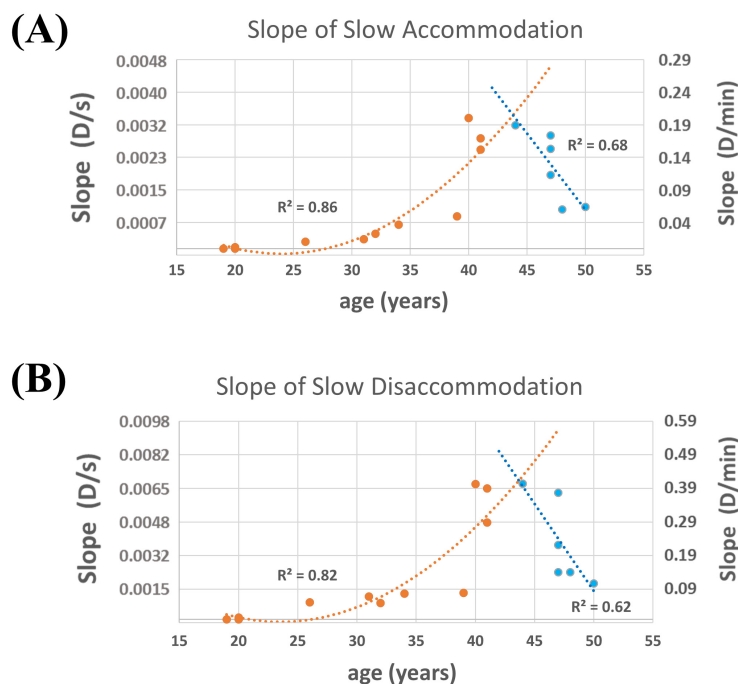 (A)
Slope of Slow Accommodation
0.0048
0.0040
0.0032
0.0023
0.0015
0.0007
Slope (D/s)
0.29
0.24
0.19
0.14
0.09
0.04
Slope (D/min)
R² = 0.86
R² = 0.68
15 20 25 30 35 40 45 50 55
age (years)
(B)
Slope of Slow Disaccommodation
0.0098
0.0082
0.0065
0.0048
0.0032
0.0015
Slope (D/s)
0.59
0.49
0.39
0.29
0.19
0.09
Slope (D/min)
R² = 0.82
R² = 0.62
15 20 25 30 35 40 45 50 55
age (years)